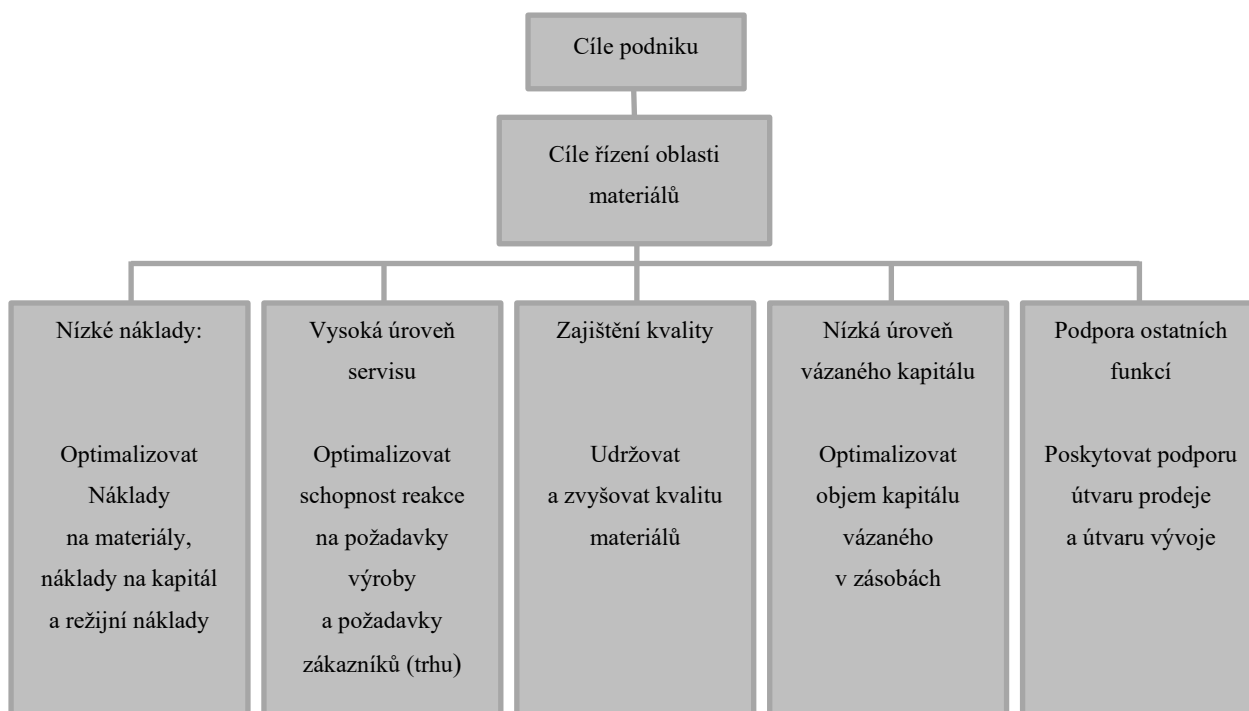 Cíle podniku
Cíle řízení oblasti
materiálů
Nízké náklady:
Optimalizovat
Náklady
na materiály,
náklady na kapitál
a režijní náklady
Vysoká úroveň
servisu
Optimalizovat
schopnost reakce
na požadavky
výroby
a požadavky
zákazníků (trhu)
Zajištění kvality
Udržovat
a zvyšovat kvalitu
materiálů
Nízká úroveň
vázaného kapitálu
Optimalizovat
objem kapitálu
vázaného
v zásobách
Podpora ostatních
funkcí
Poskytovat podporu
útvaru prodeje
a útvaru vývoje